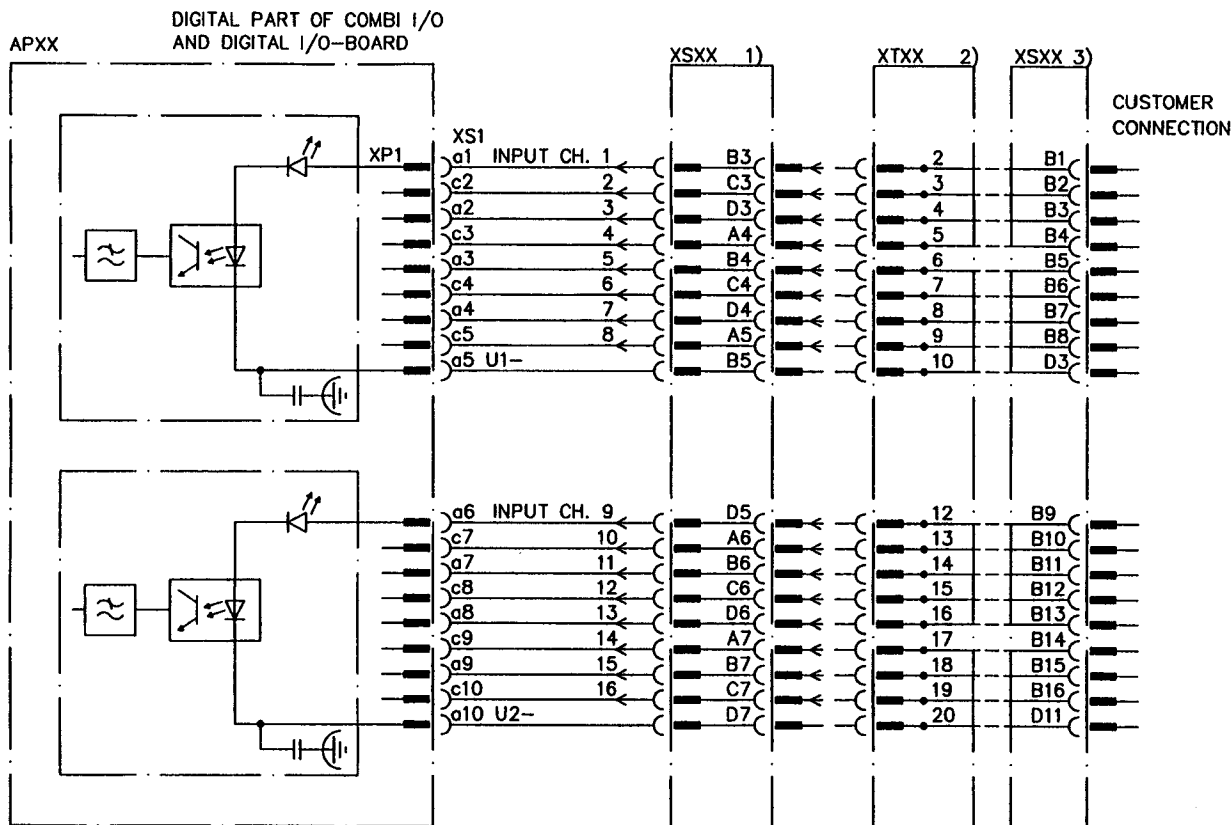 DIGITAL PART OF COMBI I/O
AND DIGITAL I/O-BOARD
APXX
XSXX 1)
XTXX 2)
XSXX 3)
CUSTOMER
CONNECTION
XP1
XS1
a1 INPUT CH. 1 B3 2 B1
c2 2 C3 3 B2
a2 3 D3 4 B3
c3 4 A4 5 B4
a3 5 B4 6 B5
c4 6 C4 7 B6
a4 7 D4 8 B7
c5 8 A5 9 B8
a5 U1- B5 10 D3
a6 INPUT CH. 9 D5 12 B9
c7 10 A6 13 B10
a7 11 B6 14 B11
c8 12 C6 15 B12
a8 13 D6 16 B13
c9 14 A7 17 B14
a9 15 B7 18 B15
c10 16 C7 19 B16
a10 U2- D7 20 D11